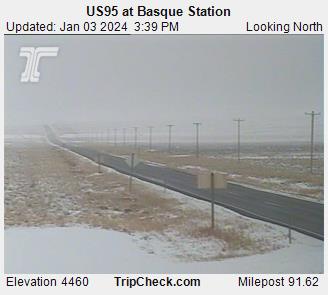 US95 at Basque Station
Updated: Jan 03 2024 3:39 PM Looking North
Elevation 4460 TripCheck.com Milepost 91.62